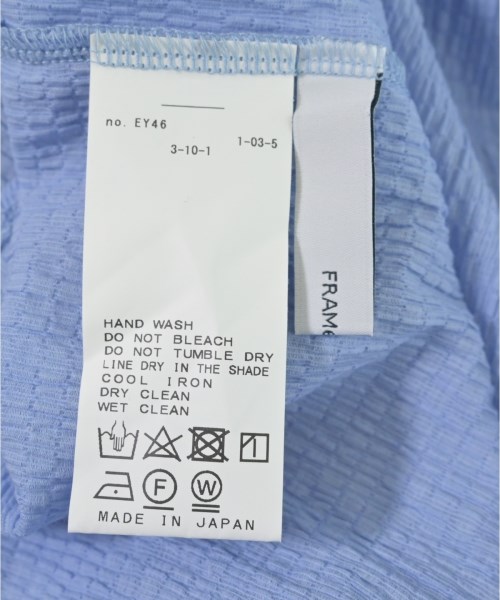 no. EY46
3-10-1 1-03-5
HAND WASH
DO NOT BLEACH
DO NOT TUMBLE DRY
LINE DRY IN THE SHADE
COOL IRON
DRY CLEAN
WET CLEAN
F W
MADE IN JAPAN
FRAMe